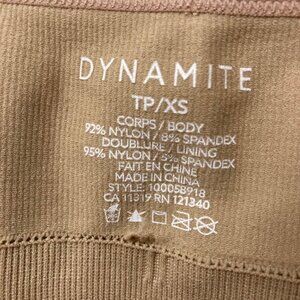 DYNAMITE
TP/XS
CORPS / BODY
92% NYLON / 8% SPANDEX
DOUBLURE / LINING
95% NYLON / 5% SPANDEX
FAIT EN CHINE
MADE IN CHINA
STYLE: 100058918
CA 11319 RN 121340